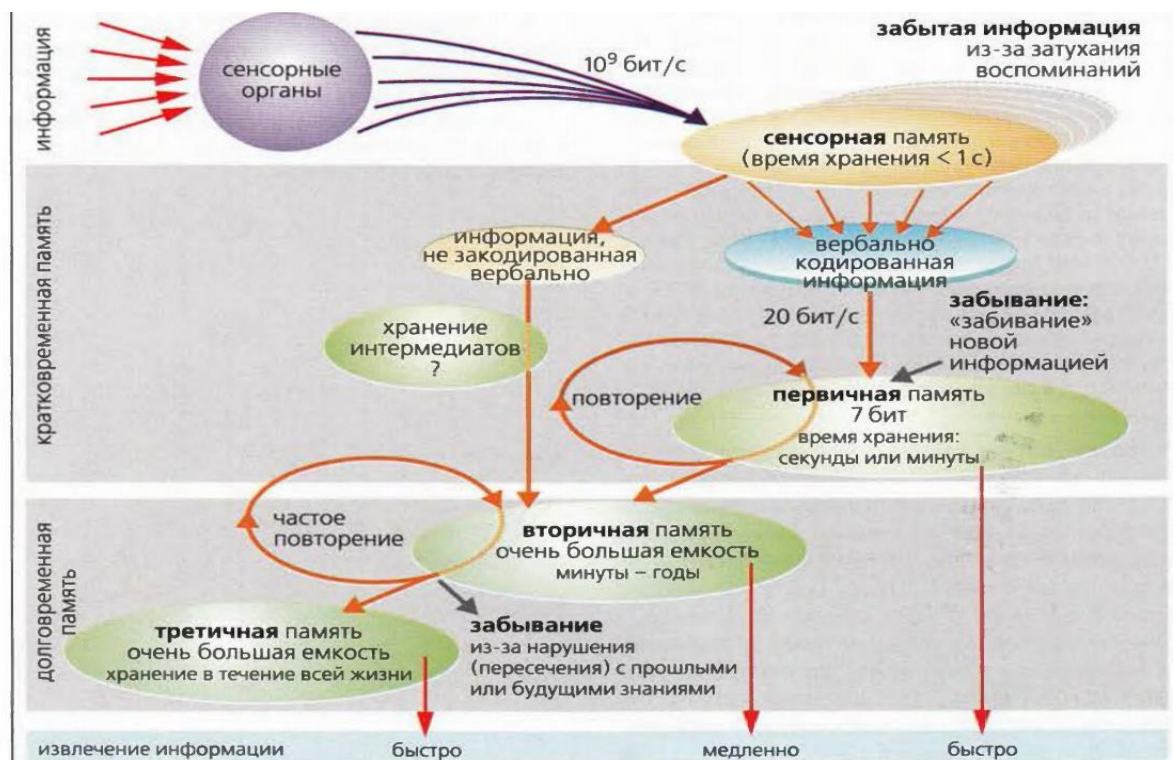 информация
сенсорные
органы
10⁹ бит/с
забытая информация
из-за затухания
воспоминаний
сенсорная память
(время хранения < 1 с)
кратковременная память
информация,
не закодированная
вербально
вербально
кодированная
информация
20 бит/с
забывание:
«забивание»
новой
информацией
хранение
интермедиатов
?
повторение
первичная память
7 бит
время хранения:
секунды или минуты
долговременная
память
частое
повторение
вторичная память
очень большая емкость
минуты – годы
третичная память
очень большая емкость
хранение в течение всей жизни
забывание
из-за нарушения
(пересечения) с прошлыми
или будущими знаниями
извлечение информации
быстро
медленно
быстро